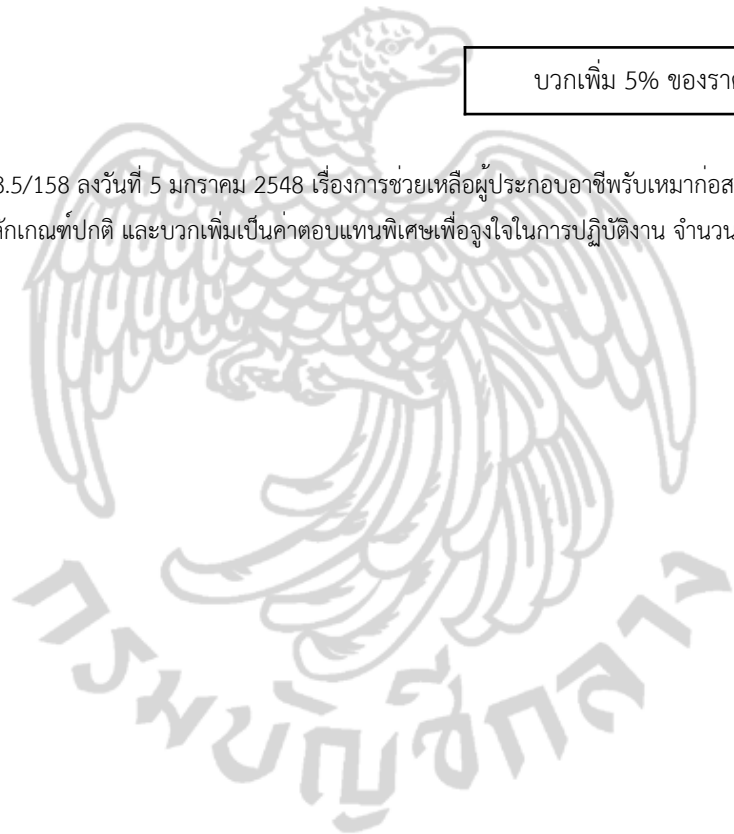 บวกเพิ่ม 5% ของรา
3.5/158 ลงวันที่ 5 มกราคม 2548 เรื่องการช่วยเหลือผู้ประกอบอาชีพรับเหมาก่อส
ักเกณฑ์ปกติ และบวกเพิ่มเป็นค่าตอบแทนพิเศษเพื่อจูงใจในการปฏิบัติงาน จำนวน
กรมบัญชีกลาง